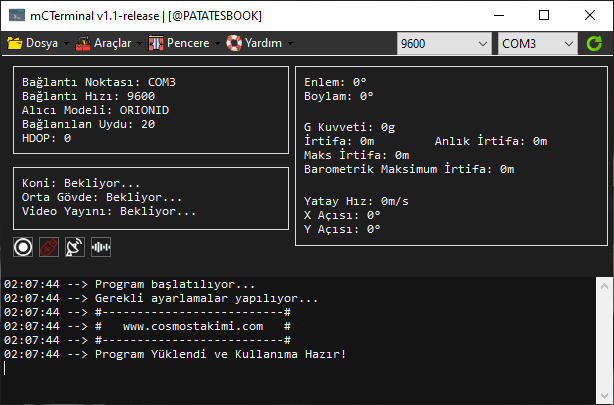 mCTerminal v1.1-release | [@PATATESBOOK]
Dosya Araçlar Pencere Yardım 9600 COM3
Bağlantı Noktası: COM3
Bağlantı Hızı: 9600
Alıcı Modeli: ORIONID
Bağlanılan Uydu: 20
HDOP: 0
Koni: Bekliyor...
Orta Gövde: Bekliyor...
Video Yayını: Bekliyor...
Enlem: 0°
Boylam: 0°
G Kuvveti: 0g
İrtifa: 0m Anlık İrtifa: 0m
Maks İrtifa: 0m
Barometrik Maksimum İrtifa: 0m
Yatay Hız: 0m/s
X Açısı: 0°
Y Açısı: 0°
02:07:44 --> Program başlatılıyor...
02:07:44 --> Gerekli ayarlamalar yapılıyor...
02:07:44 --> #-------------------------#
02:07:44 --> #   www.cosmostakimi.com   #
02:07:44 --> #-------------------------#
02:07:44 --> Program Yüklendi ve Kullanıma Hazır!